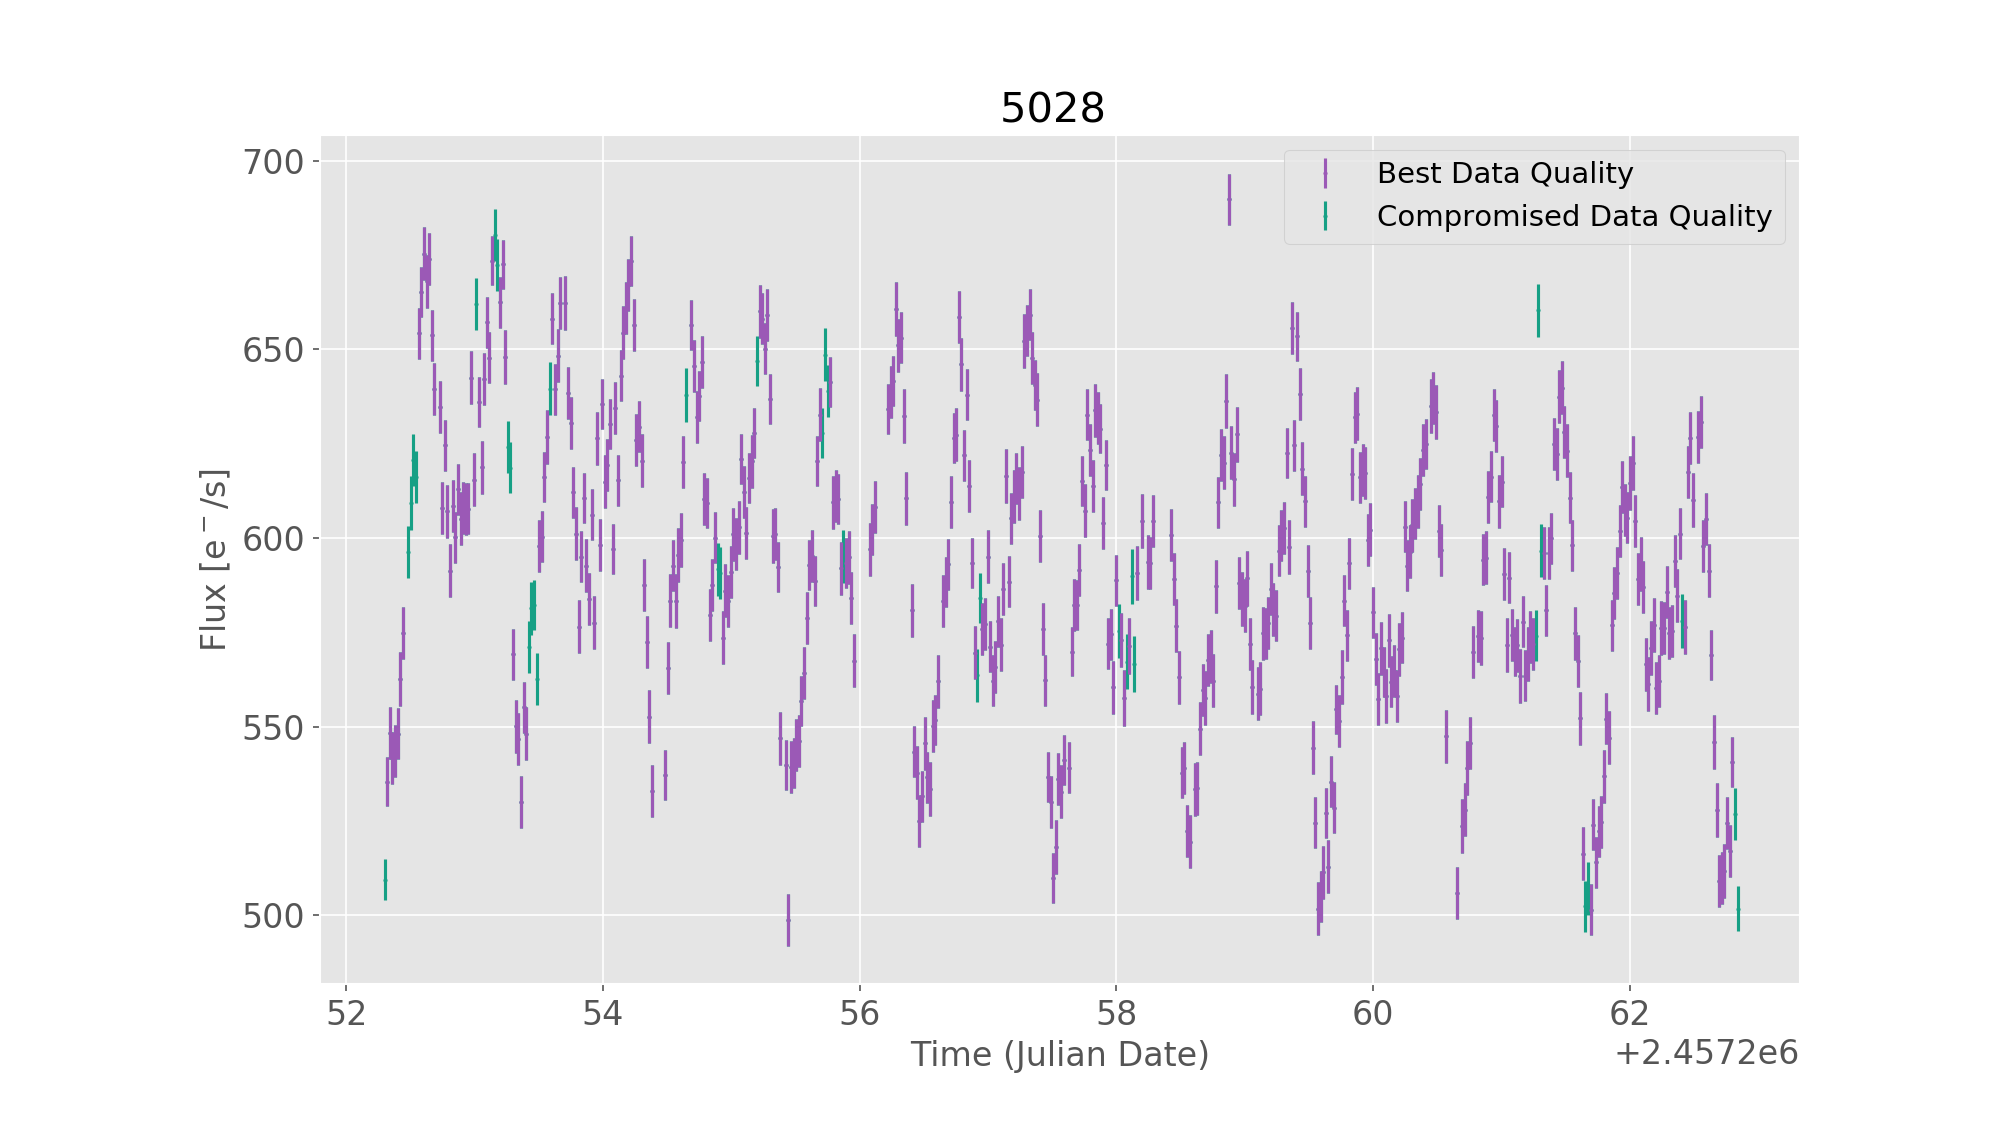 5028
Best Data Quality
Compromised Data Quality
700
650
600
550
500
Flux [e⁻/s]
52 54 56 58 60 62
+2.4572e6
Time (Julian Date)